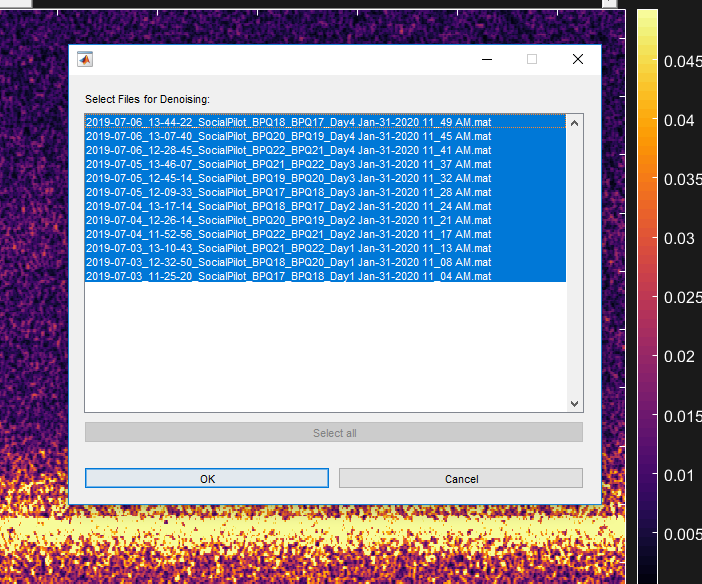 Select Files for Denoising:
2019-07-06_13-44-22_SocialPilot_BPQ18_BPQ17_Day4 Jan-31-2020 11_49 AM.mat
2019-07-06_13-07-40_SocialPilot_BPQ20_BPQ19_Day4 Jan-31-2020 11_45 AM.mat
2019-07-06_12-28-45_SocialPilot_BPQ22_BPQ21_Day4 Jan-31-2020 11_41 AM.mat
2019-07-05_13-46-07_SocialPilot_BPQ21_BPQ22_Day3 Jan-31-2020 11_37 AM.mat
2019-07-05_12-45-14_SocialPilot_BPQ19_BPQ20_Day3 Jan-31-2020 11_32 AM.mat
2019-07-05_12-09-33_SocialPilot_BPQ17_BPQ18_Day3 Jan-31-2020 11_28 AM.mat
2019-07-04_13-17-14_SocialPilot_BPQ18_BPQ17_Day2 Jan-31-2020 11_24 AM.mat
2019-07-04_12-26-14_SocialPilot_BPQ20_BPQ19_Day2 Jan-31-2020 11_21 AM.mat
2019-07-04_11-52-56_SocialPilot_BPQ22_BPQ21_Day2 Jan-31-2020 11_17 AM.mat
2019-07-03_13-10-43_SocialPilot_BPQ21_BPQ22_Day1 Jan-31-2020 11_13 AM.mat
2019-07-03_12-32-50_SocialPilot_BPQ18_BPQ20_Day1 Jan-31-2020 11_08 AM.mat
2019-07-03_11-25-20_SocialPilot_BPQ17_BPQ18_Day1 Jan-31-2020 11_04 AM.mat
Select all
OK
Cancel
0.045
0.04
0.035
0.03
0.025
0.02
0.015
0.01
0.005